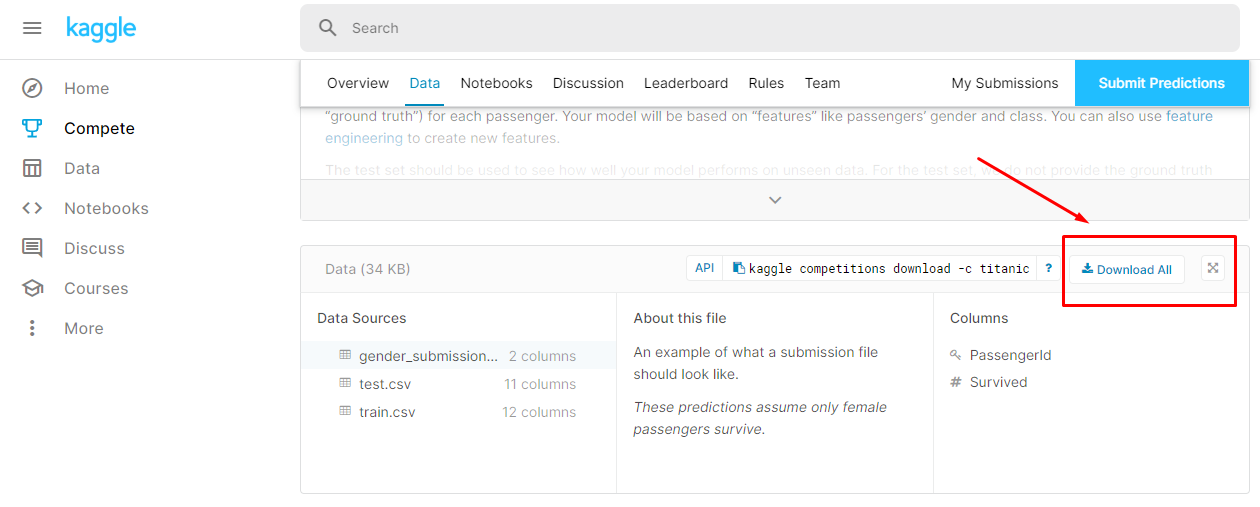 kaggle
Search
Home
Compete
Data
Notebooks
Discuss
Courses
More
Overview Data Notebooks Discussion Leaderboard Rules Team My Submissions Submit Predictions
“ground truth”) for each passenger. Your model will be based on “features” like passengers’ gender and class. You can also use feature
engineering to create new features.
The test set should be used to see how well your model performs on unseen data. For the test set, we do not provide the ground truth
Data (34 KB) API kaggle competitions download -c titanic ? Download All
Data Sources
gender_submission... 2 columns
test.csv 11 columns
train.csv 12 columns
About this file
An example of what a submission file
should look like.
These predictions assume only female
passengers survive.
Columns
PassengerId
# Survived